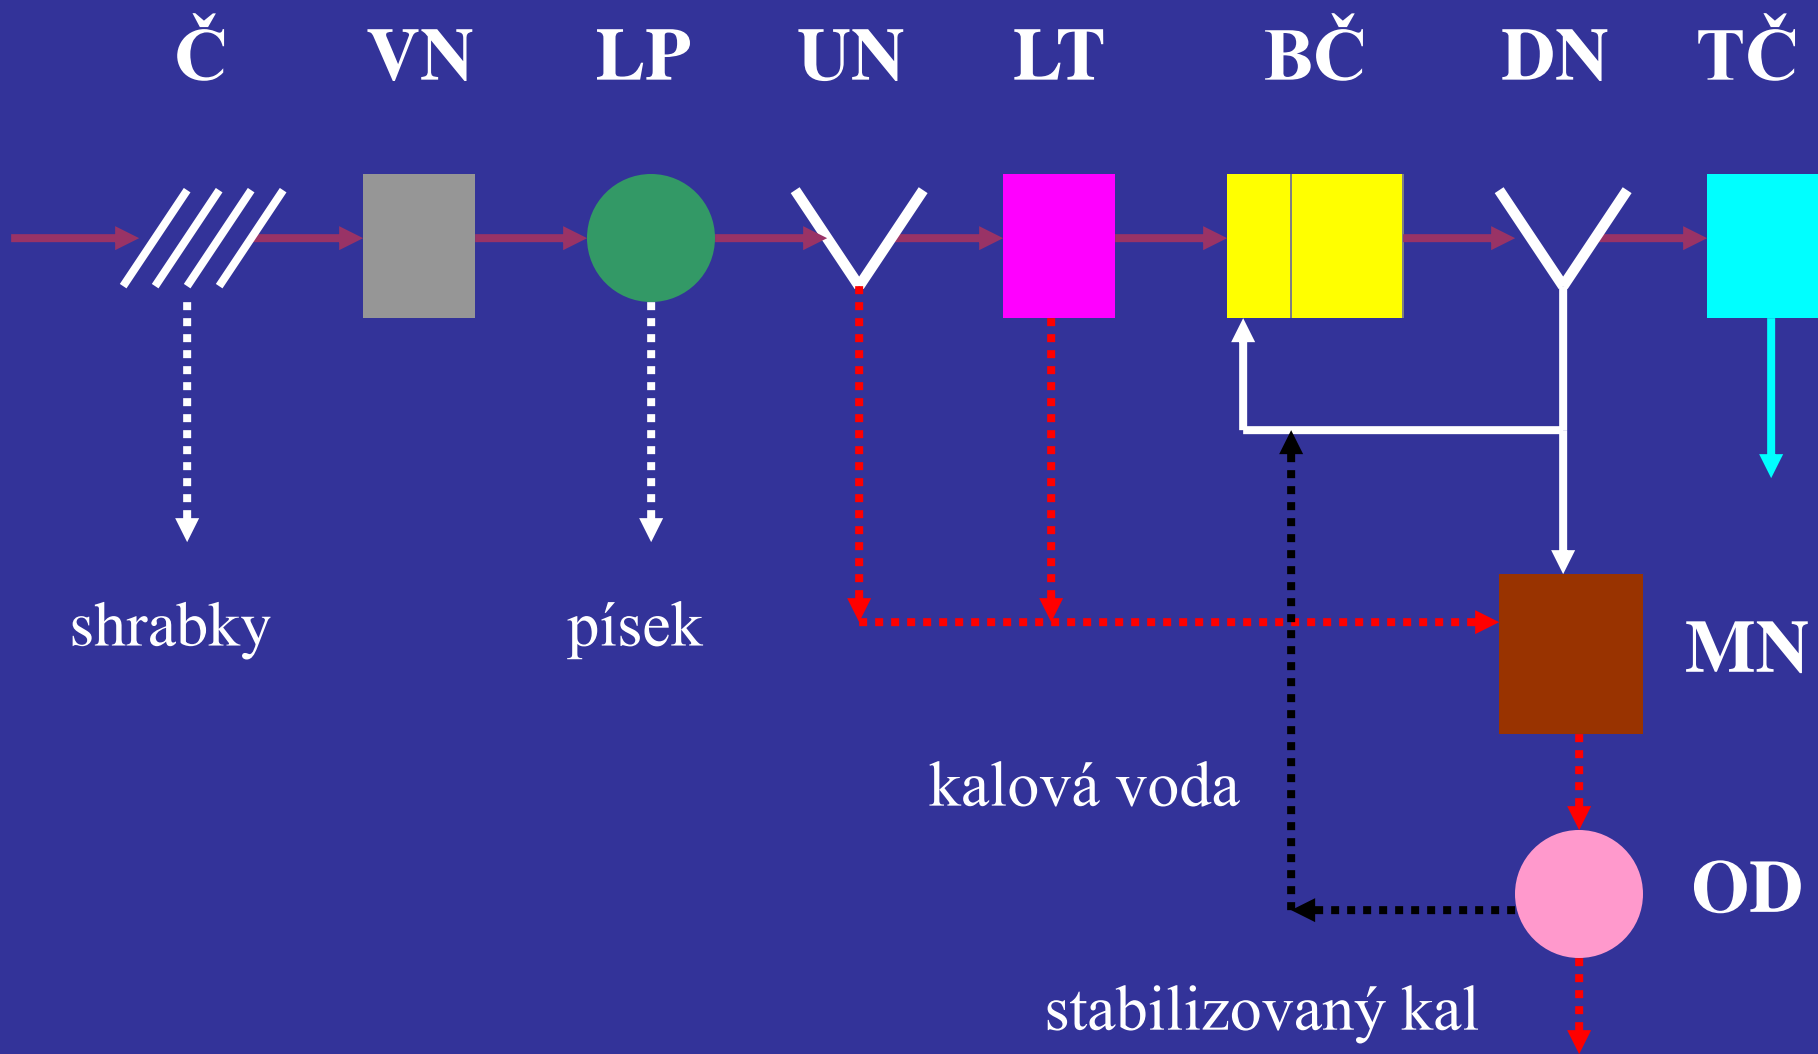 Č VN LP UN LT BČ DN TČ
shrabky písek MN
kalová voda
OD
stabilizovaný kal